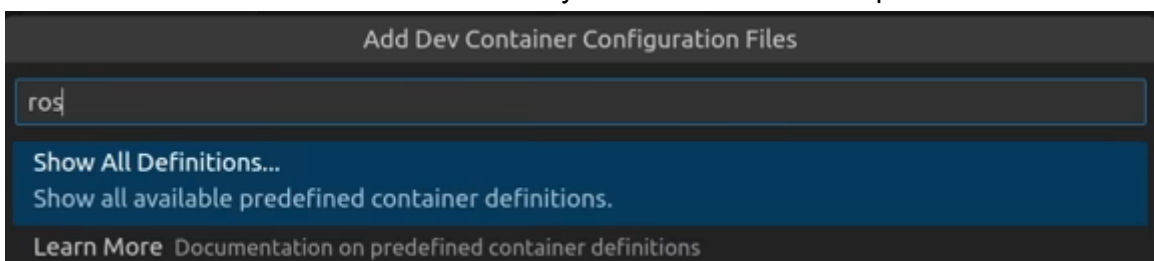 Add Dev Container Configuration Files
ros
Show All Definitions...
Show all available predefined container definitions.
Learn More Documentation on predefined container definitions